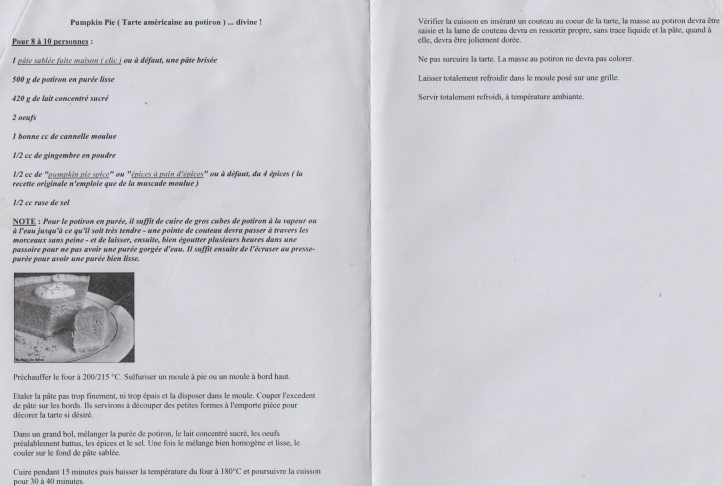 Pumpkin Pie ( Tarte américaine au potiron ) ... divine !
Pour 8 à 10 personnes :
1 pâte sablée faite maison ( clic ) ou à défaut, une pâte brisée
500 g de potiron en purée lisse
420 g de lait concentré sucré
2 oeufs
1 bonne cc de cannelle moulue
1/2 cc de gingembre en poudre
1/2 cc de "pumpkin pie spice" ou "épices à pain d'épices" ou à défaut, du 4 épices ( la
recette originale n'emploie que de la muscade moulue )
1/2 cc rase de sel
NOTE : Pour le potiron en purée, il suffit de cuire de gros cubes de potiron à la vapeur ou
à l'eau jusqu'à ce qu'il soit très tendre - une pointe de couteau devra passer à travers les
morceaux sans peine - et de laisser, ensuite, bien égoutter plusieurs heures dans une
passoire pour ne pas avoir une purée gorgée d'eau. Il suffit ensuite de l'écraser au presse-
purée pour avoir une purée bien lisse.
Préchauffer le four à 200/215 °C. Sulfuriser un moule à pie ou un moule à bord haut.
Etaler la pâte pas trop finement, ni trop épais et la disposer dans le moule. Couper l'excedent
de pâte sur les bords. Ils servirons à découper des petites formes à l'emporte pièce pour
décorer la tarte si désiré.
Dans un grand bol, mélanger la purée de potiron, le lait concentré sucré, les oeufs
préalablement battus, les épices et le sel. Une fois le mélange bien homogène et lisse, le
couler sur le fond de pâte sablée.
Cuire pendant 15 minutes puis baisser la température du four à 180°C et poursuivre la cuisson
pour 30 à 40 minutes.
Vérifier la cuisson en insérant un couteau au coeur de la tarte, la masse au potiron devra être
saisie et la lame de couteau devra en ressortir propre, sans trace liquide et la pâte, quand à
elle, devra être joliement dorée.
Ne pas surcuire la tarte. La masse au potiron ne devra pas colorer.
Laisser totalement refroidir dans le moule posé sur une grille.
Servir totalement refroidi, à température ambiante.